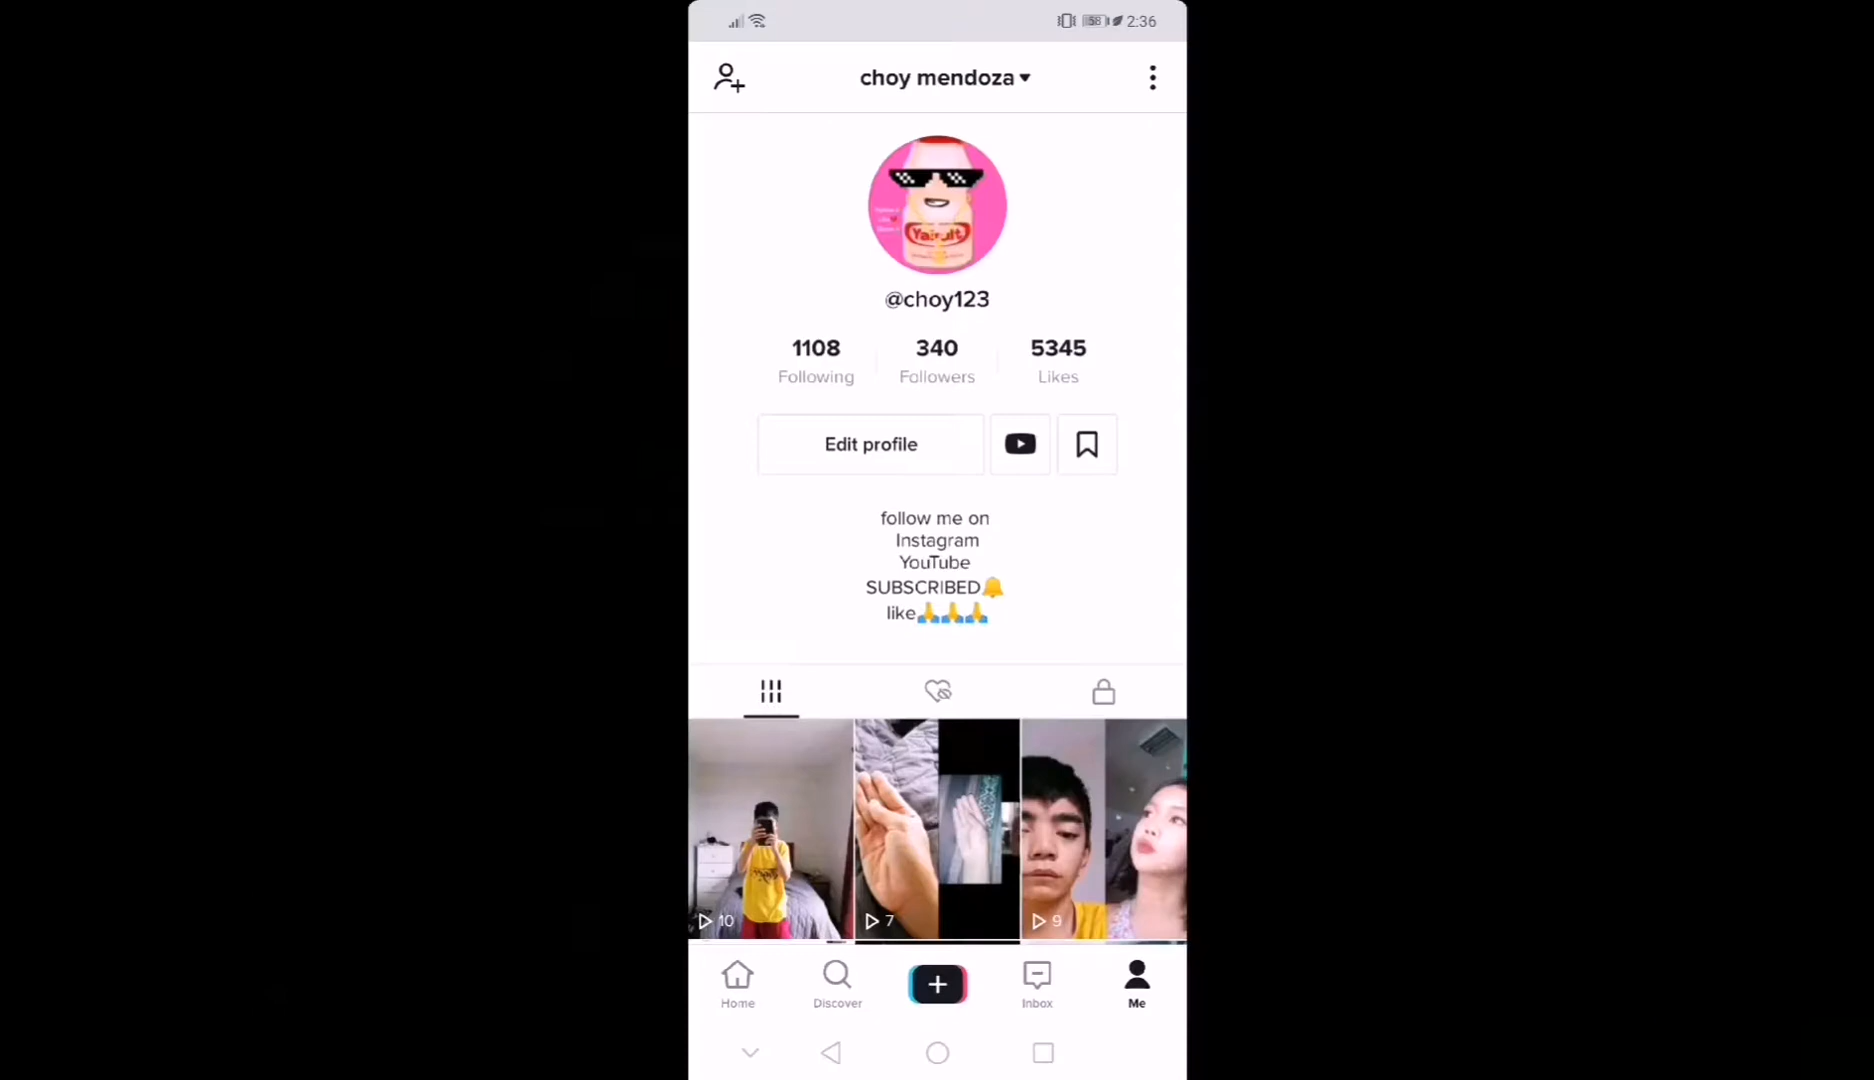 58 2:36
choy mendoza
@choy123
1108 340 5345
Following Followers Likes
Edit profile
follow me on
Instagram
YouTube
SUBSCRIBED🔔
like🙏🙏🙏
10 7 9
Home Discover Inbox Me